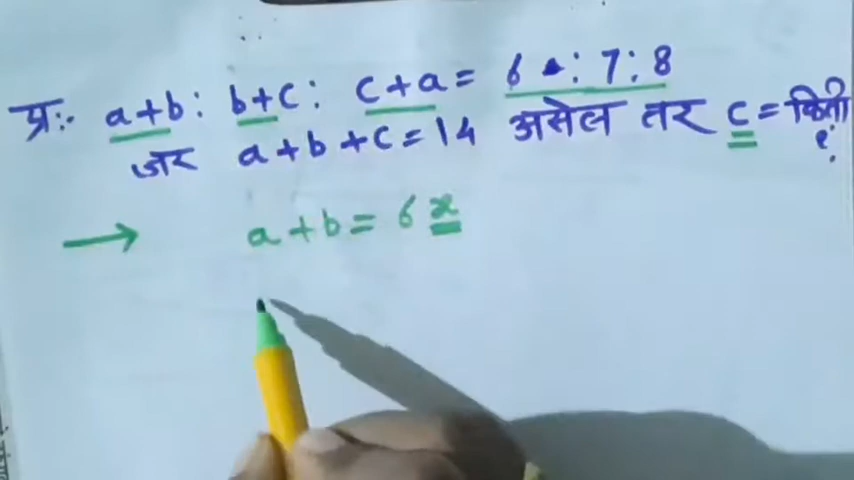 प्र:- a+b: b+c: c+a= 6 : 7 : 8
जर a+b+c=14 असेल तर c= किती ?
→ a+b= 6x